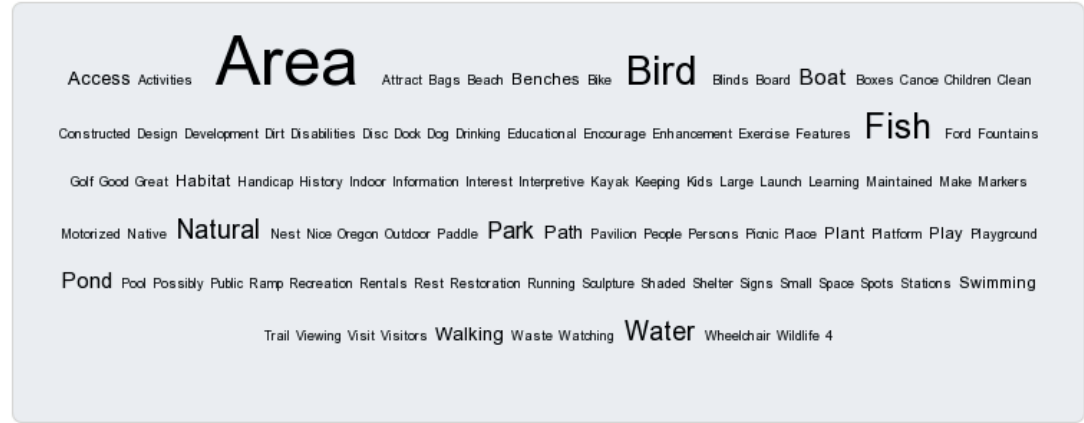 Access Activities Area Attract Bags Beach Benches Bike Bird Blinds Board Boat Boxes Canoe Children Clean
Constructed Design Development Dirt Disabilities Disc Dock Dog Drinking Educational Encourage Enhancement Exercise Features Fish Ford Fountains
Golf Good Great Habitat Handicap History Indoor Information Interest Interpretive Kayak Keeping Kids Large Launch Learning Maintained Make Markers
Motorized Native Natural Nest Nice Oregon Outdoor Paddle Park Path Pavilion People Persons Picnic Place Plant Platform Play Playground
Pond Pool Possibly Public Ramp Recreation Rentals Rest Restoration Running Sculpture Shaded Shelter Signs Small Space Spots Stations Swimming
Trail Viewing Visit Visitors Walking Waste Watching Water Wheelchair Wildlife 4